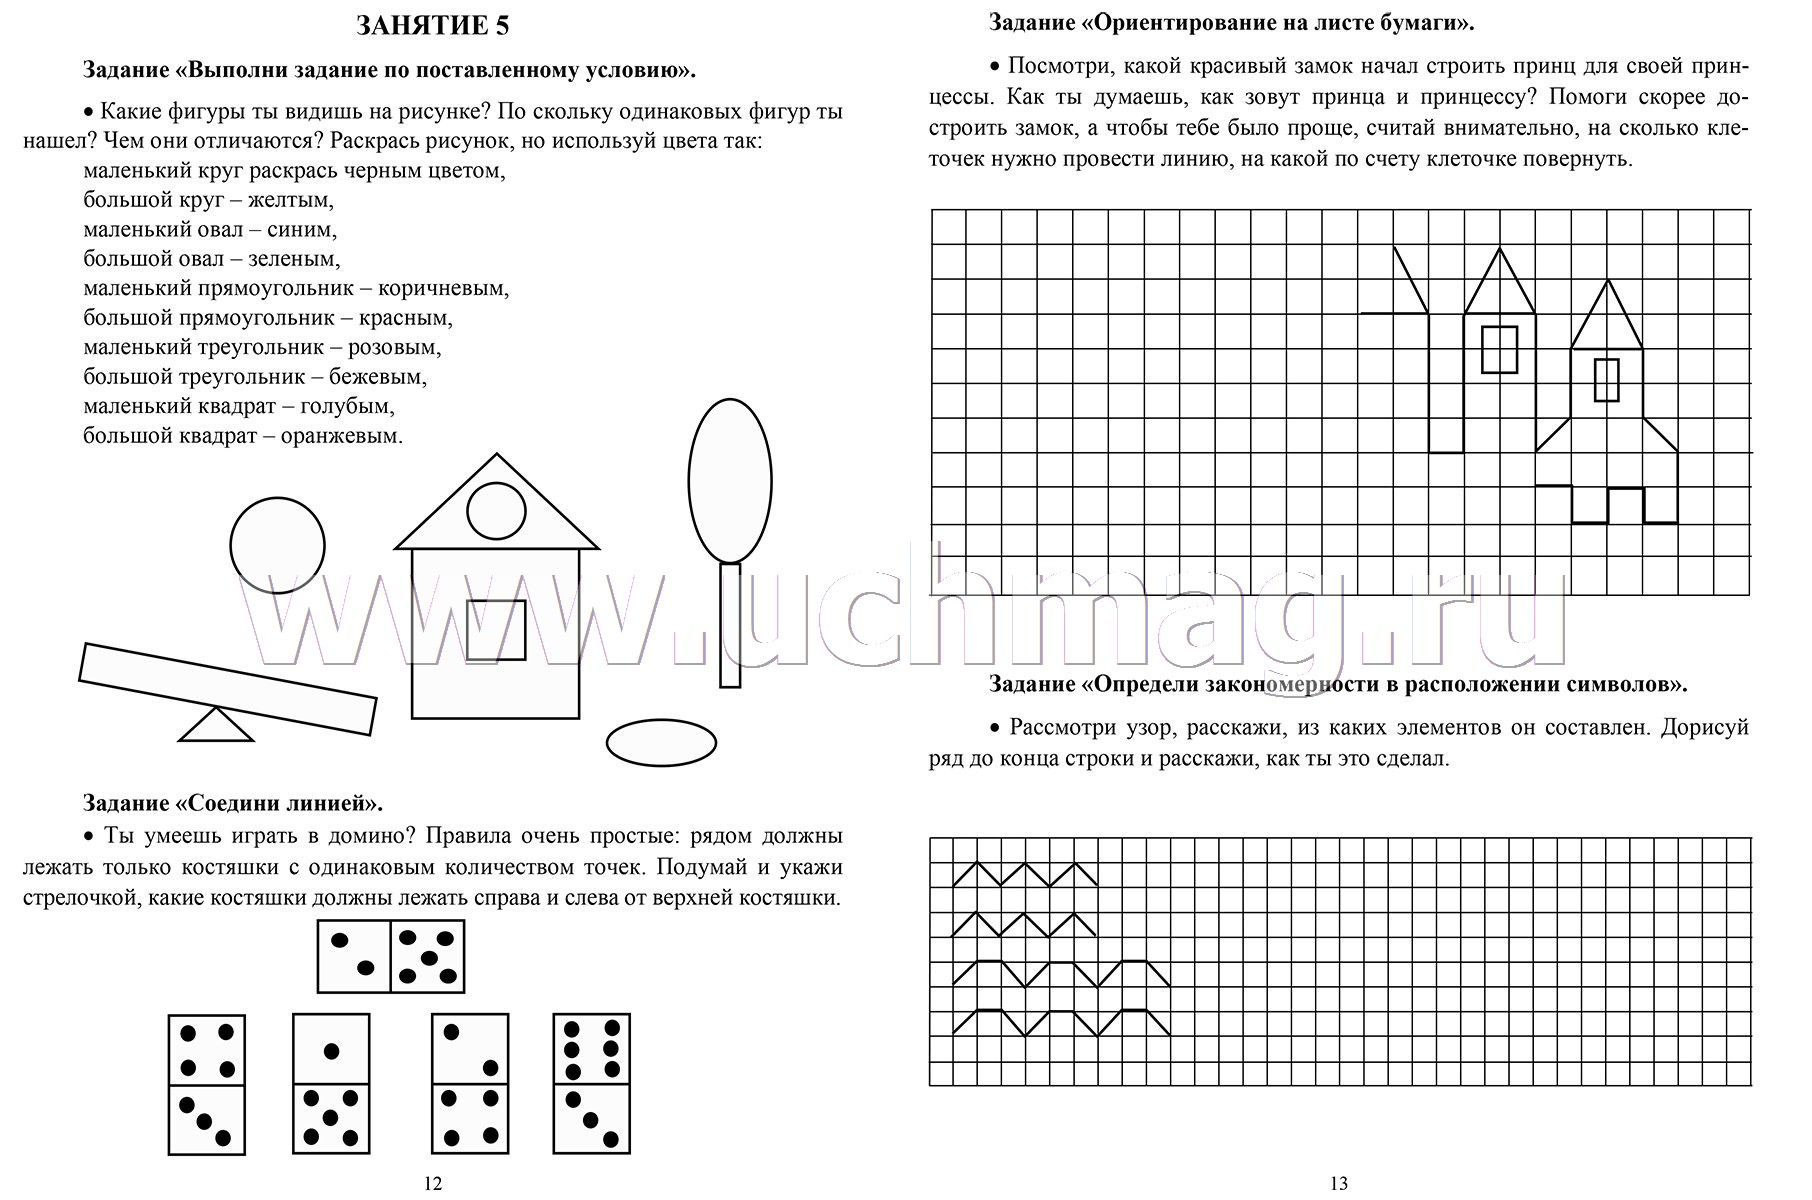 ЗАНЯТИЕ 5
Задание «Выполни задание по поставленному условию».
• Какие фигуры ты видишь на рисунке? По скольку одинаковых фигур ты
нашел? Чем они отличаются? Раскрась рисунок, но используй цвета так:
маленький круг раскрась черным цветом,
большой круг – желтым,
маленький овал – синим,
большой овал – зеленым,
маленький прямоугольник – коричневым,
большой прямоугольник – красным,
маленький треугольник – розовым,
большой треугольник – бежевым,
маленький квадрат – голубым,
большой квадрат – оранжевым.
Задание «Соедини линией».
• Ты умеешь играть в домино? Правила очень простые: рядом должны
лежать только костяшки с одинаковым количеством точек. Подумай и укажи
стрелочкой, какие костяшки должны лежать справа и слева от верхней костяшки.
12
Задание «Ориентирование на листе бумаги».
• Посмотри, какой красивый замок начал строить принц для своей прин-
цессы. Как ты думаешь, как зовут принца и принцессу? Помоги скорее до-
строить замок, а чтобы тебе было проще, считай внимательно, на сколько кле-
точек нужно провести линию, на какой по счету клеточке повернуть.
www.uchmag.ru
Задание «Определи закономерности в расположении символов».
• Рассмотри узор, расскажи, из каких элементов он составлен. Дорисуй
ряд до конца строки и расскажи, как ты это сделал.
13